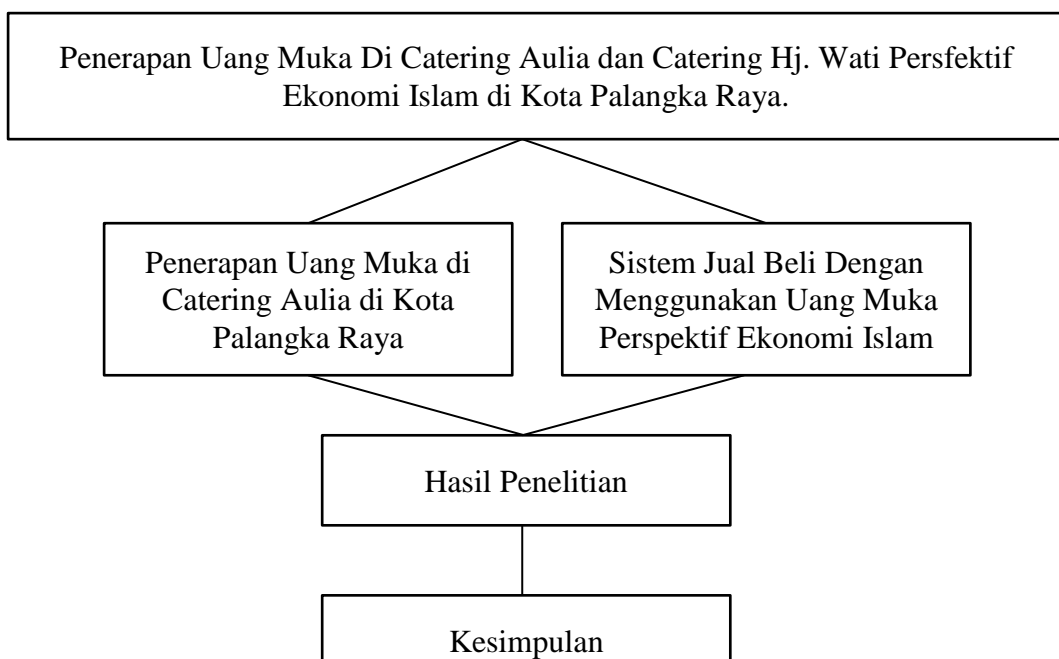 Penerapan Uang Muka Di Catering Aulia dan Catering Hj. Wati Persfektif
Ekonomi Islam di Kota Palangka Raya.
Penerapan Uang Muka di
Catering Aulia di Kota
Palangka Raya
Sistem Jual Beli Dengan
Menggunakan Uang Muka
Perspektif Ekonomi Islam
Hasil Penelitian
Kesimpulan